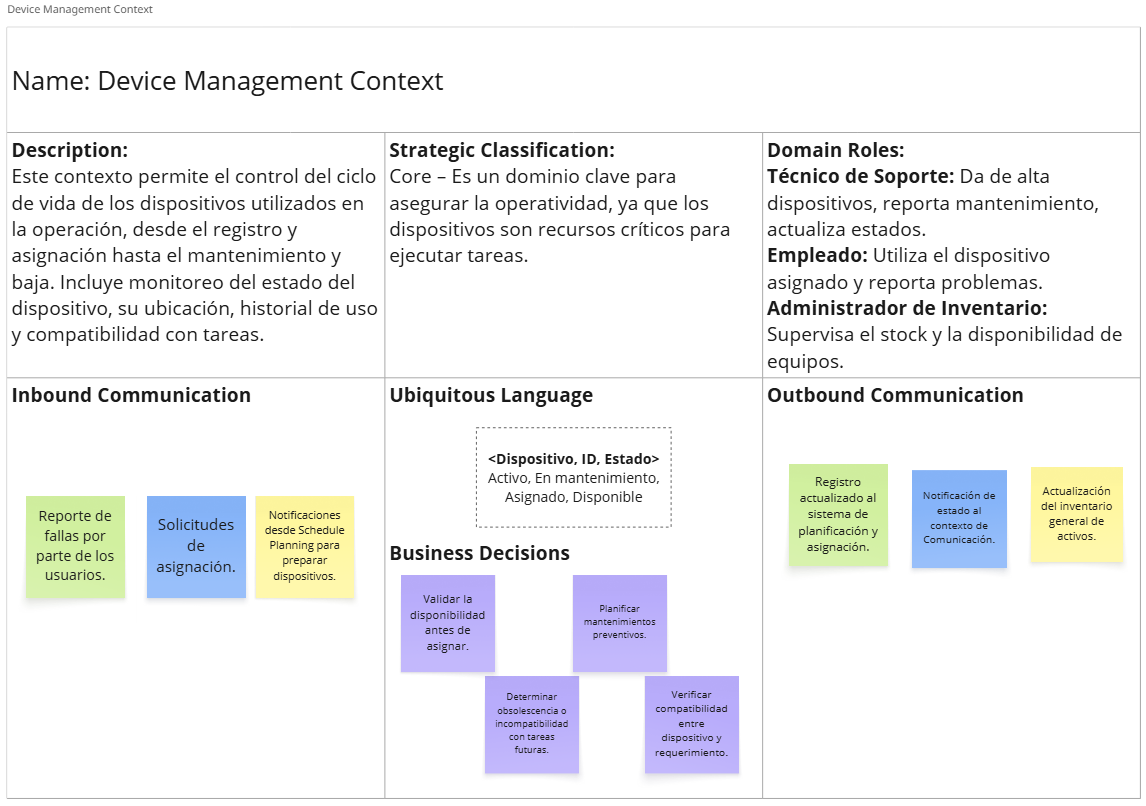 Device Management Context
Name: Device Management Context
Description:
Este contexto permite el control del ciclo
de vida de los dispositivos utilizados en
la operación, desde el registro y
asignación hasta el mantenimiento y
baja. Incluye monitoreo del estado del
dispositivo, su ubicación, historial de uso
y compatibilidad con tareas.
Strategic Classification:
Core – Es un dominio clave para
asegurar la operatividad, ya que los
dispositivos son recursos críticos para
ejecutar tareas.
Domain Roles:
Técnico de Soporte: Da de alta
dispositivos, reporta mantenimiento,
actualiza estados.
Empleado: Utiliza el dispositivo
asignado y reporta problemas.
Administrador de Inventario:
Supervisa el stock y la disponibilidad de
equipos.
Inbound Communication
Reporte de
fallas por
parte de los
usuarios.
Solicitudes
de
asignación.
Notificaciones
desde Schedule
Planning para
preparar
dispositivos.
Ubiquitous Language
<Dispositivo, ID, Estado>
Activo, En mantenimiento,
Asignado, Disponible
Business Decisions
Validar la
disponibilidad
antes de
asignar.
Planificar
mantenimientos
preventivos.
Determinar
obsolescencia o
incompatibilidad
con tareas
futuras.
Verificar
compatibilidad
entre
dispositivo y
requerimiento.
Outbound Communication
Registro
actualizado al
sistema de
planificación y
asignación.
Notificación de
estado al
contexto de
Comunicación.
Actualización
del inventario
general de
activos.